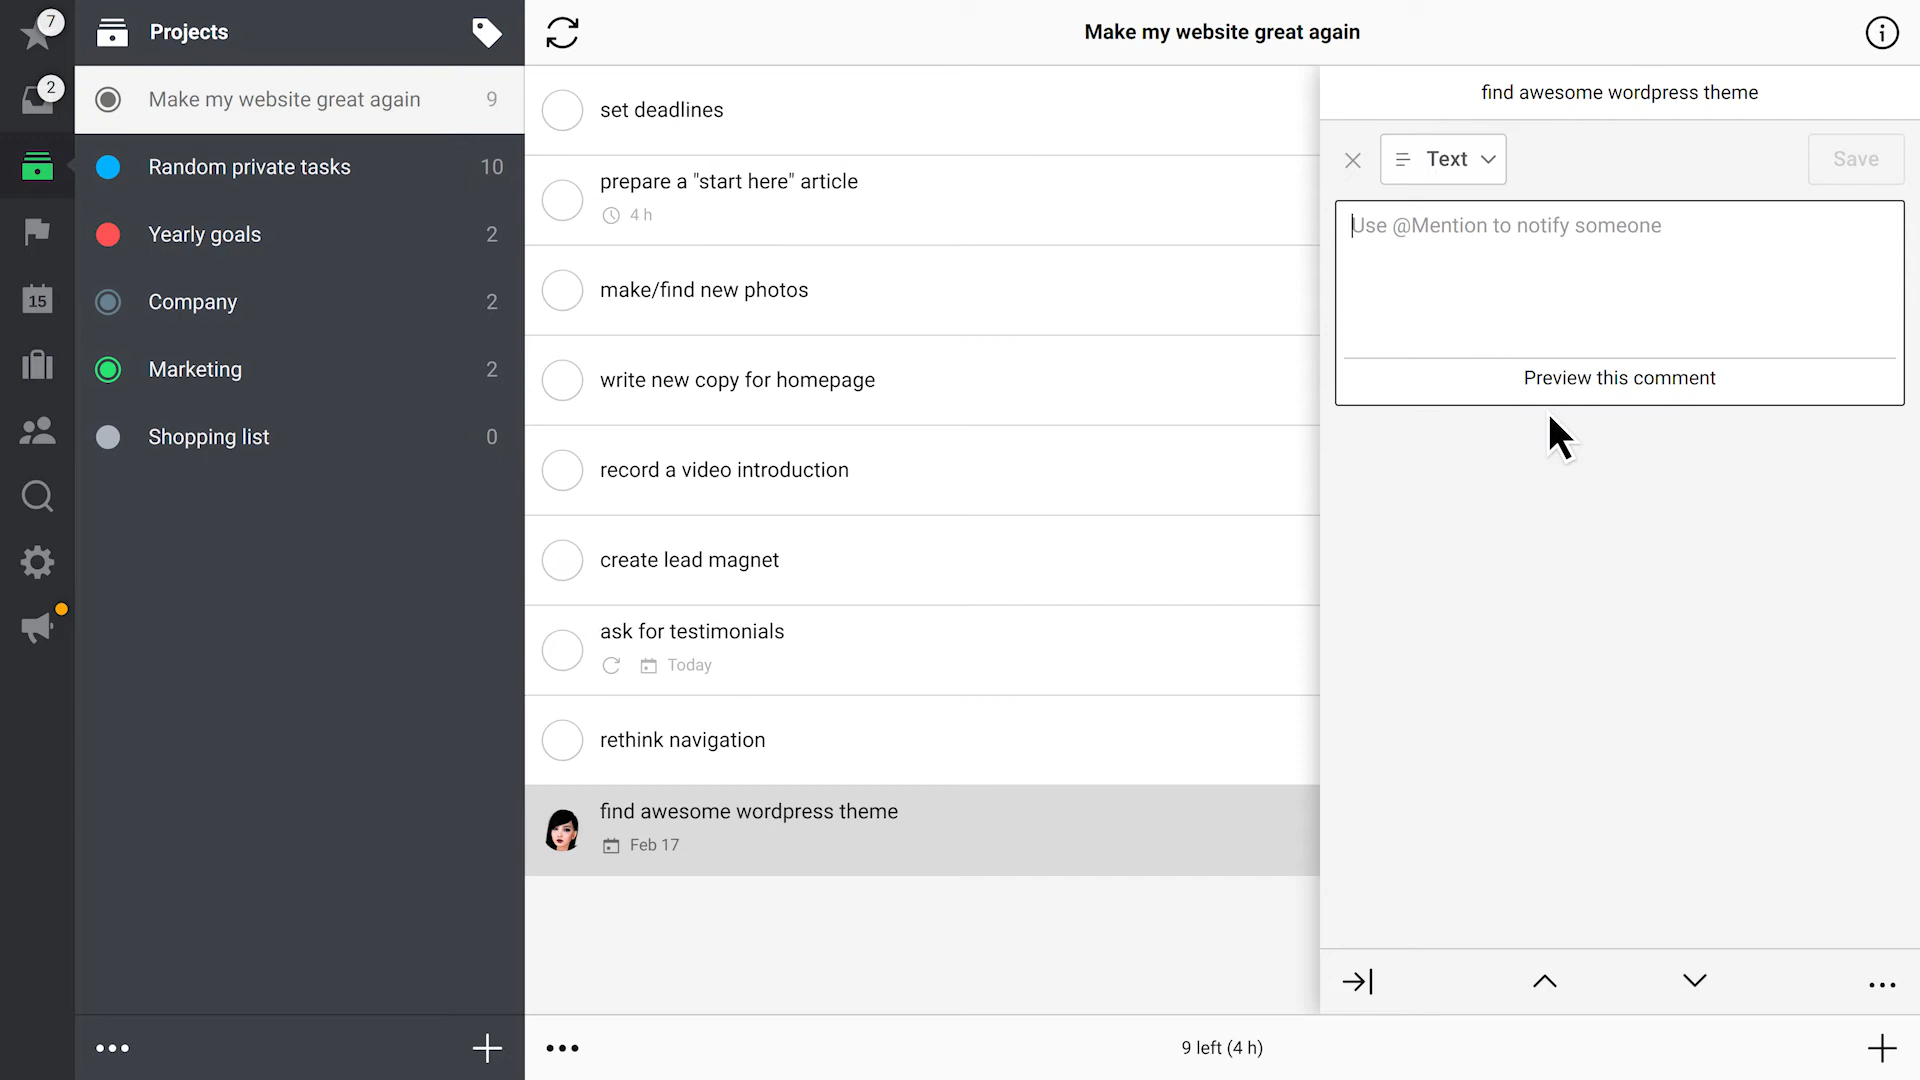 7
2
15
Projects
Make my website great again 9
Random private tasks 10
Yearly goals 2
Company 2
Marketing 2
Shopping list 0
Make my website great again
set deadlines
prepare a "start here" article
4 h
make/find new photos
write new copy for homepage
record a video introduction
create lead magnet
ask for testimonials
Today
rethink navigation
find awesome wordpress theme
Feb 17
9 left (4 h)
find awesome wordpress theme
Text
Save
Use @Mention to notify someone
Preview this comment